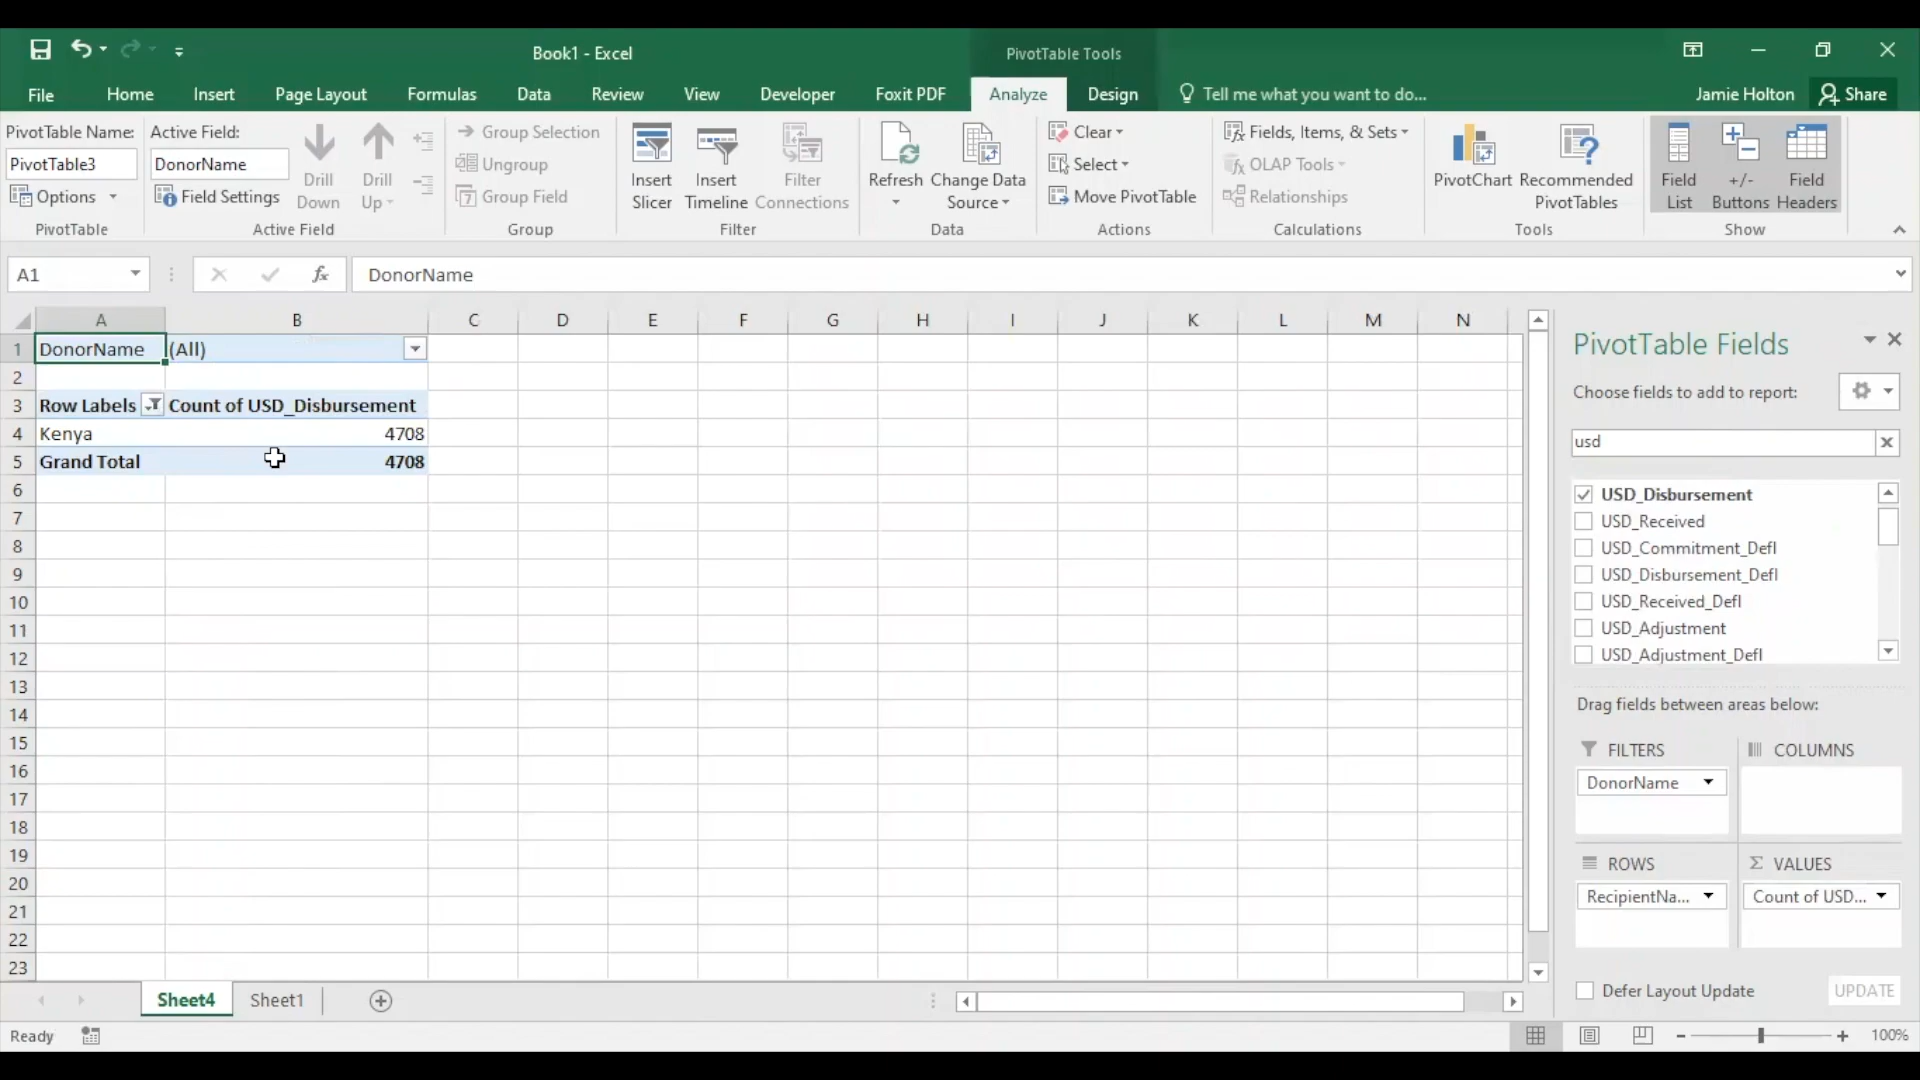 Book1 - Excel
PivotTable Tools
File
Home
Insert
Page Layout
Formulas
Data
Review
View
Developer
Foxit PDF
Analyze
Design
Tell me what you want to do...
Jamie Holton
Share
PivotTable Name:
PivotTable3
Options
PivotTable
Active Field:
DonorName
Field Settings
Drill Down
Drill Up
Active Field
Group Selection
Ungroup
Group Field
Group
Insert Slicer
Insert Timeline
Filter Connections
Filter
Refresh
Change Data Source
Data
Clear
Select
Move PivotTable
Actions
Fields, Items, & Sets
OLAP Tools
Relationships
Calculations
PivotChart
Recommended PivotTables
Tools
Field List
+/- Buttons
Field Headers
Show
A1
fx
DonorName
A B C D E F G H I J K L M N
1 DonorName (All)
2
3 Row Labels Count of USD_Disbursement
4 Kenya 4708
5 Grand Total 4708
6
7
8
9
10
11
12
13
14
15
16
17
18
19
20
21
22
23
PivotTable Fields
Choose fields to add to report:
usd
USD_Disbursement
USD_Received
USD_Commitment_Defl
USD_Disbursement_Defl
USD_Received_Defl
USD_Adjustment
USD_Adjustment_Defl
Drag fields between areas below:
FILTERS
DonorName
COLUMNS
ROWS
RecipientNa...
Σ VALUES
Count of USD...
Defer Layout Update
UPDATE
Sheet4
Sheet1
Ready
100%